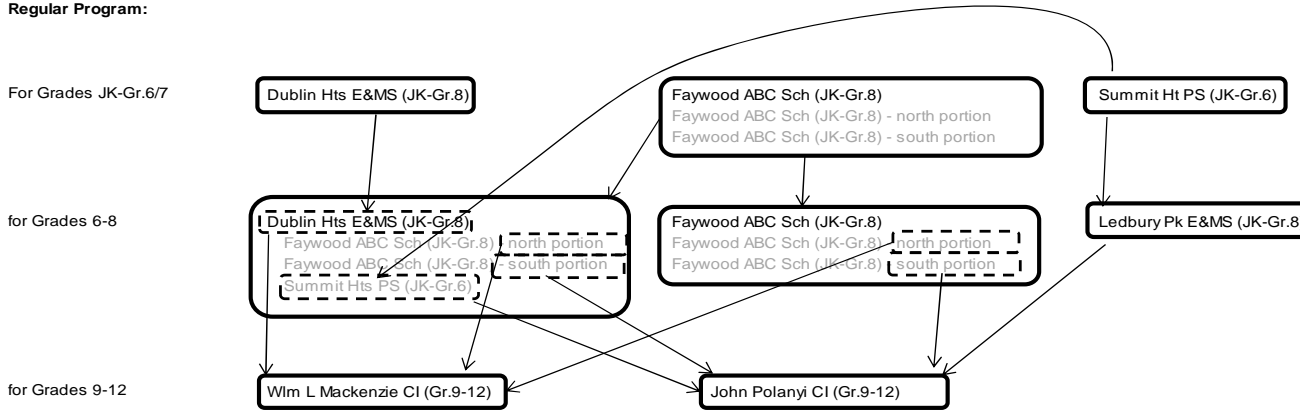 Regular Program:
For Grades JK-Gr.6/7
Dublin Hts E&MS (JK-Gr.8)
Faywood ABC Sch (JK-Gr.8)
Faywood ABC Sch (JK-Gr.8) - north portion
Faywood ABC Sch (JK-Gr.8) - south portion
Summit Ht PS (JK-Gr.6)
for Grades 6-8
Dublin Hts E&MS (JK-Gr.8)
Faywood ABC Sch (JK-Gr.8) - north portion
Faywood ABC Sch (JK-Gr.8) - south portion
Summit Hts PS (JK-Gr.6)
Faywood ABC Sch (JK-Gr.8)
Faywood ABC Sch (JK-Gr.8) - north portion
Faywood ABC Sch (JK-Gr.8) - south portion
Ledbury Pk E&MS (JK-Gr.8
for Grades 9-12
Wlm L Mackenzie CI (Gr.9-12)
John Polanyi CI (Gr.9-12)